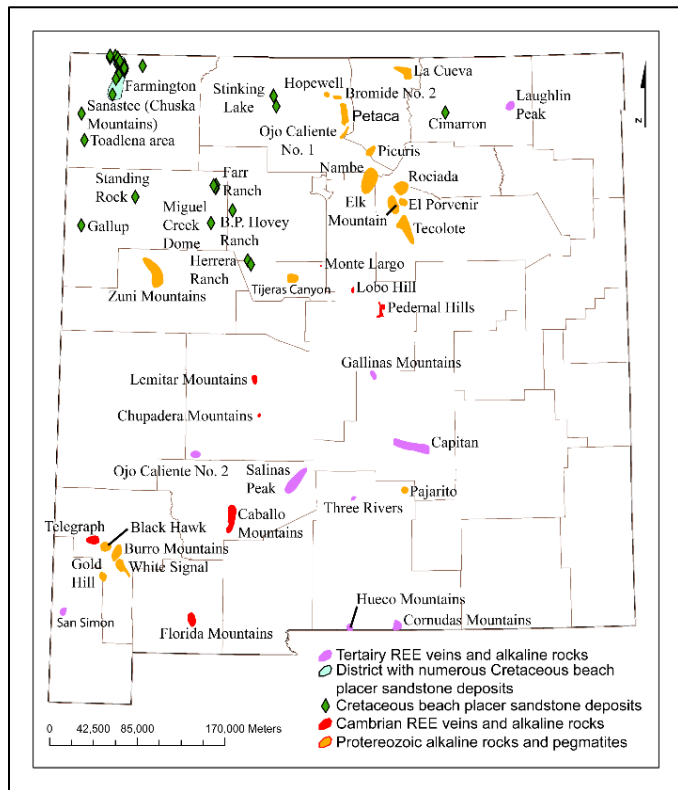 La Cueva
Hopewell
Bromide No. 2
Stinking
Lake
Farmington
Laughlin
Peak
Petaca
Cimarron
Sanastee (Chuska
Mountains)
Ojo Caliente
No. 1
Toadlena area
Picuris
Nambe
Rociada
Farr
Ranch
Standing
Rock
Elk
Mountain
El Porvenir
Miguel
Creek
Dome
B.P. Hovey
Ranch
Gallup
Tecolote
Herrera
Ranch
Monte Largo
Zuni Mountains
Tijeras Canyon
Lobo Hill
Pedernal Hills
Gallinas Mountains
Lemitar Mountains
Chupadera Mountains
Capitan
Ojo Caliente No. 2
Salinas
Peak
Pajarito
Three Rivers
Caballo
Mountains
Telegraph
Black Hawk
Burro Mountains
White Signal
Gold
Hill
San Simon
Florida Mountains
Hueco Mountains
Cornudas Mountains
z
Tertairy REE veins and alkaline rocks
District with numerous Cretaceous beach
placer sandstone deposits
Cretaceous beach placer sandstone deposits
Cambrian REE veins and alkaline rocks
Protereozoic alkaline rocks and pegmatites
0 42,500 85,000 170,000 Meters